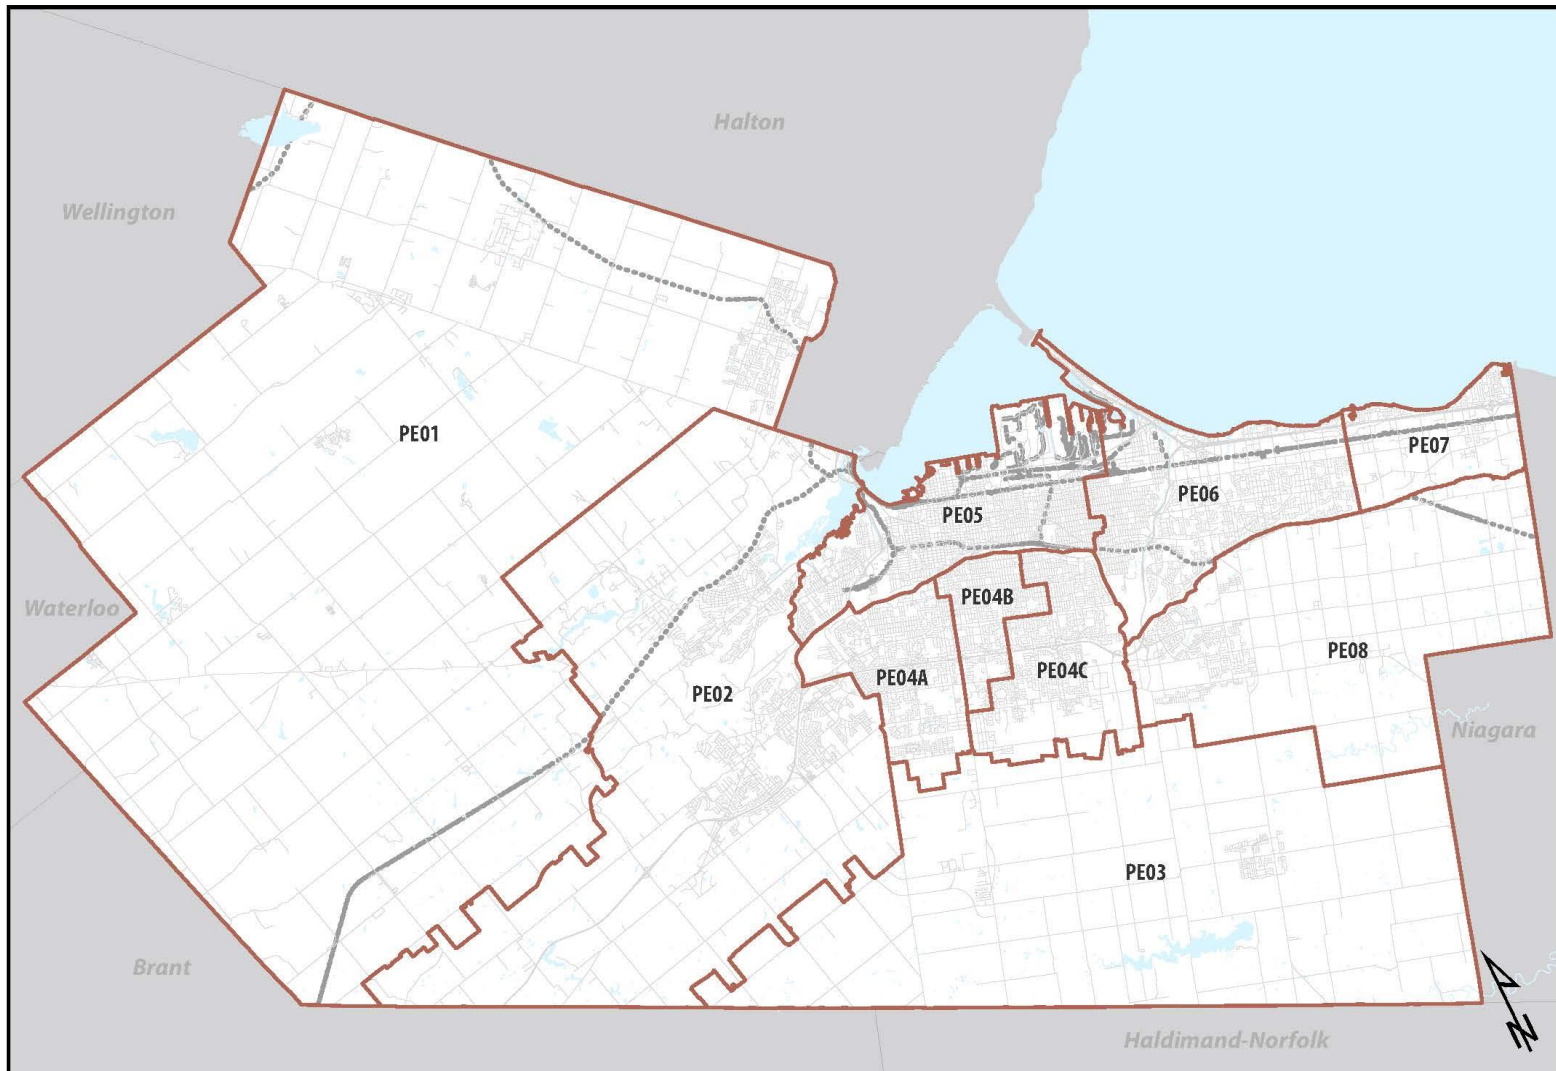 Halton
Wellington
PE01
PE07
PE06
PE05
PE04B
Waterloo
PE08
PE04C
PE04A
PE02
Niagara
PE03
Brant
Haldimand-Norfolk
N